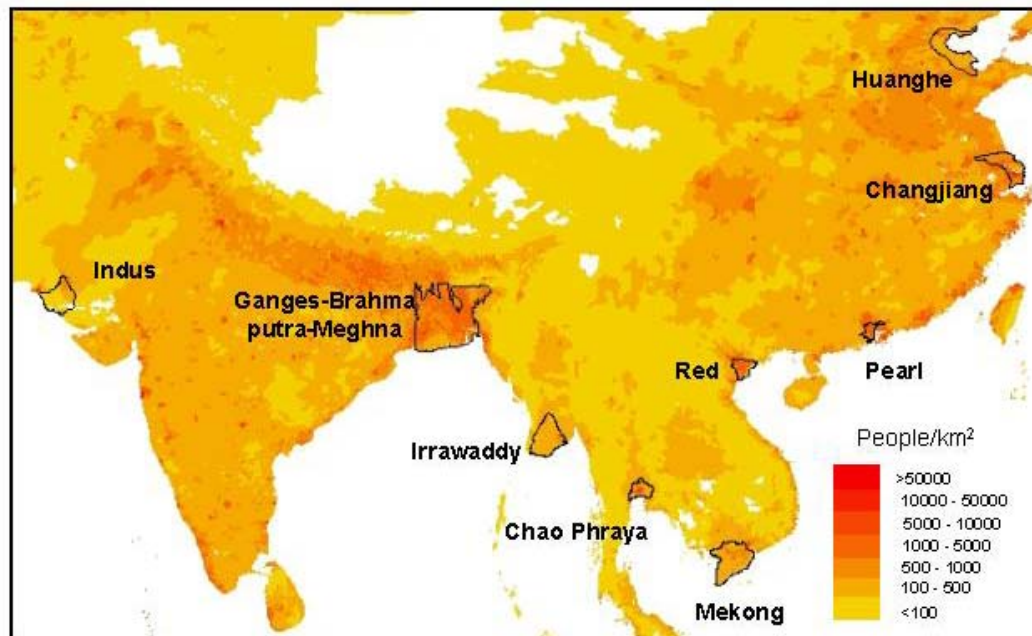 Huanghe
Changjiang
Indus
Ganges-Brahma
putra-Meghna
Red
Pearl
Irrawaddy
Chao Phraya
Mekong
People/km²
>50000
10000 - 50000
5000 - 10000
1000 - 5000
500 - 1000
100 - 500
<100